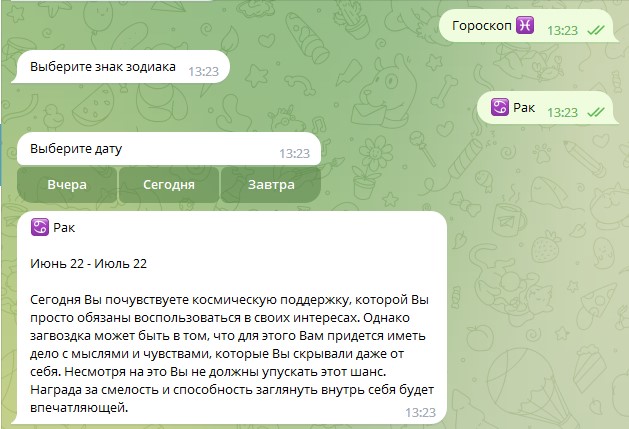 Гороскоп ♓ 13:23
Выберите знак зодиака 13:23
♋ Рак 13:23
Выберите дату 13:23
Вчера Сегодня Завтра
♋ Рак
Июнь 22 - Июль 22
Сегодня Вы почувствуете космическую поддержку, которой Вы
просто обязаны воспользоваться в своих интересах. Однако
загвоздка может быть в том, что для этого Вам придется иметь
дело с мыслями и чувствами, которые Вы скрывали даже от
себя. Несмотря на это Вы не должны упускать этот шанс.
Награда за смелость и способность заглянуть внутрь себя будет
впечатляющей. 13:23